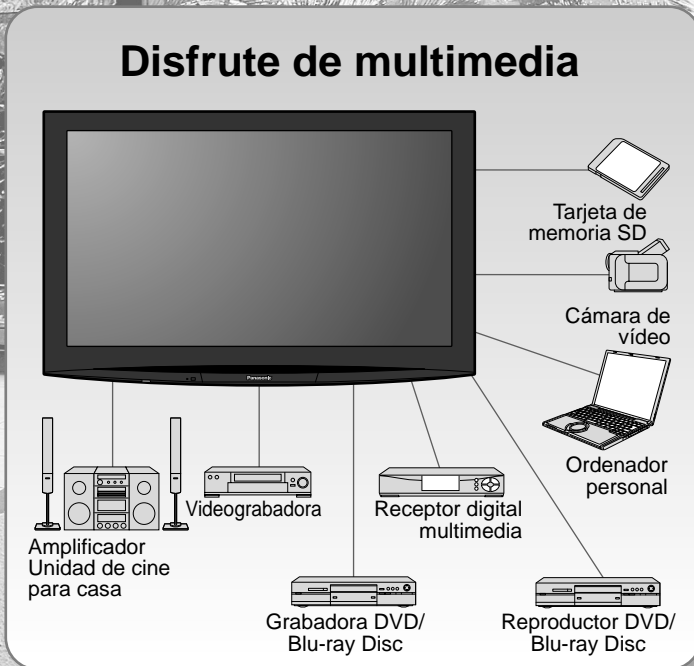 Disfrute de multimedia
Tarjeta de
memoria SD
Cámara de
vídeo
Panasonic
Ordenador
personal
Videograbadora
Receptor digital
multimedia
Amplificador
Unidad de cine
para casa
Grabadora DVD/
Blu-ray Disc
Reproductor DVD/
Blu-ray Disc